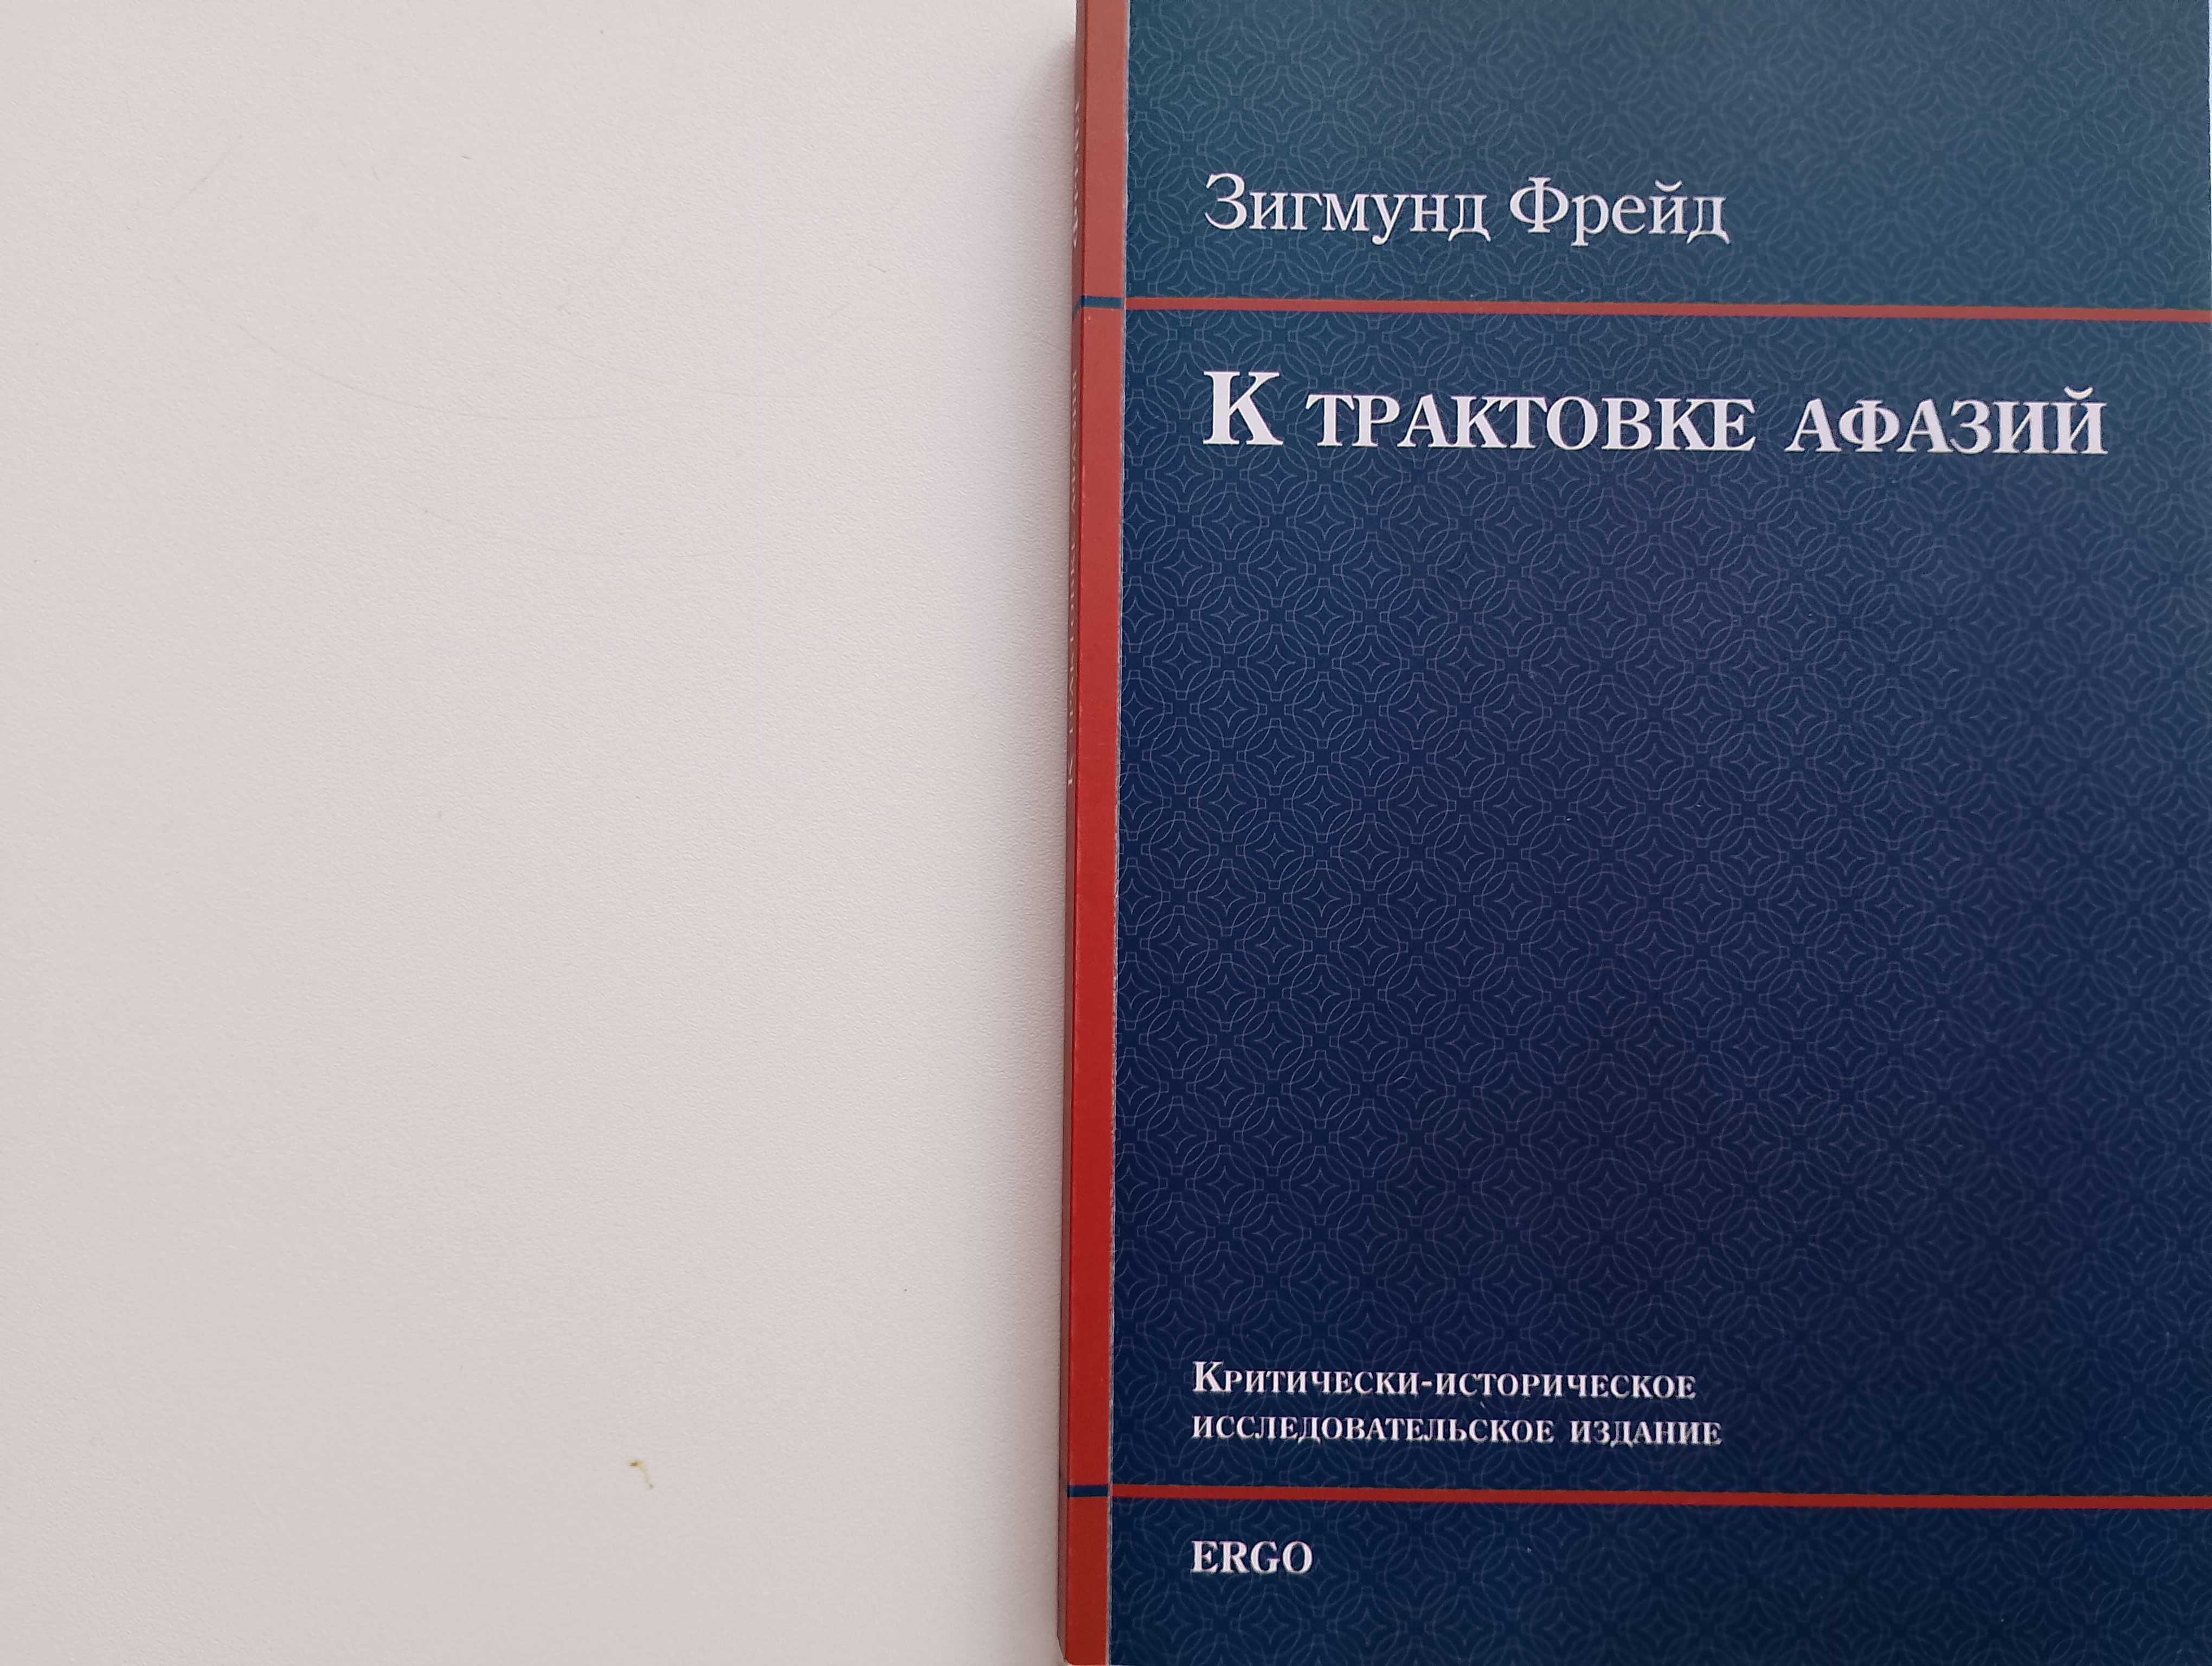 Зигмунд Фрейд
К ТРАКТОВКЕ АФАЗИЙ
КРИТИЧЕСКИ-ИСТОРИЧЕСКОЕ
ИССЛЕДОВАТЕЛЬСКОЕ ИЗДАНИЕ
ERGO